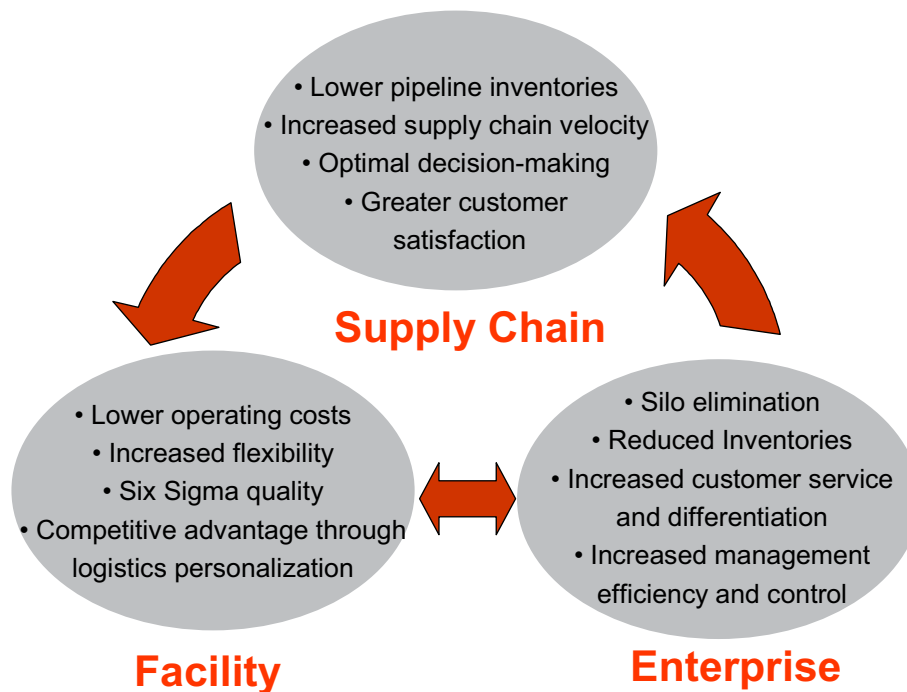 • Lower pipeline inventories
• Increased supply chain velocity
• Optimal decision-making
• Greater customer
satisfaction
Supply Chain
• Lower operating costs
• Increased flexibility
• Six Sigma quality
• Competitive advantage through
logistics personalization
Facility
• Silo elimination
• Reduced Inventories
• Increased customer service
and differentiation
• Increased management
efficiency and control
Enterprise